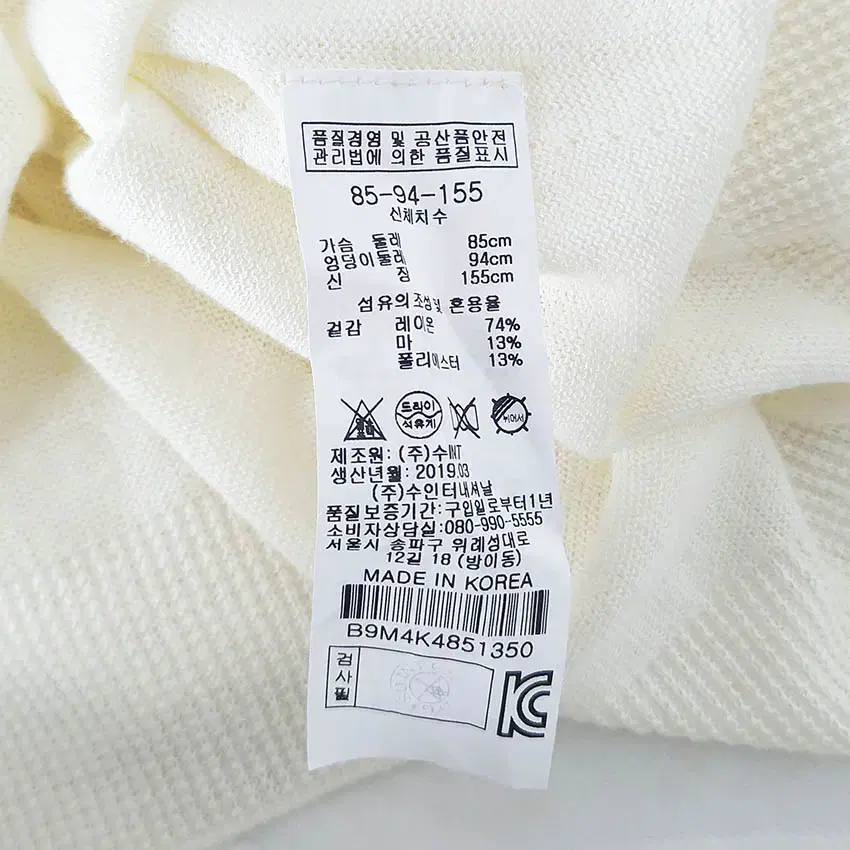 품질경영 및 공산품안전
관리법에 의한 품질표시
85-94-155
신체치수
가슴 둘레 85cm
엉덩이둘레 94cm
신 장 155cm
섬유의조성및 혼용율
겉감 레이온 74%
마 13%
폴리에스터 13%
드라이
석유계
뉘어서
제조원: (주)수INT
생산년월: 2019.03
(주)수인터내셔날
품질보증기간:구입일로부터1년
소비자상담실:080-990-5555
서울시 송파구 위례성대로
12길 18 (방이동)
MADE IN KOREA
B9M4K4851350
검사필
KC